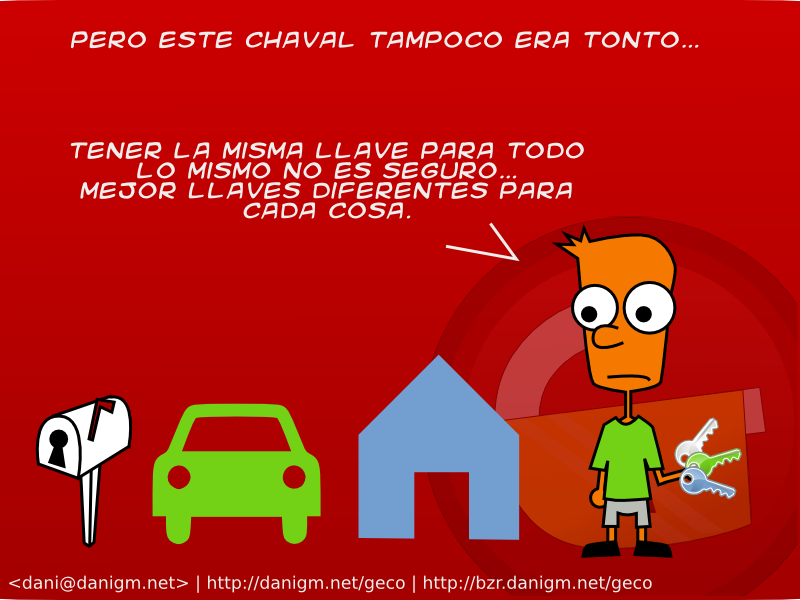 PERO ESTE CHAVAL TAMPOCO ERA TONTO...
TENER LA MISMA LLAVE PARA TODO
LO MISMO NO ES SEGURO...
MEJOR LLAVES DIFERENTES PARA
CADA COSA.
<dani@danigm.net> | http://danigm.net/geco | http://bzr.danigm.net/geco